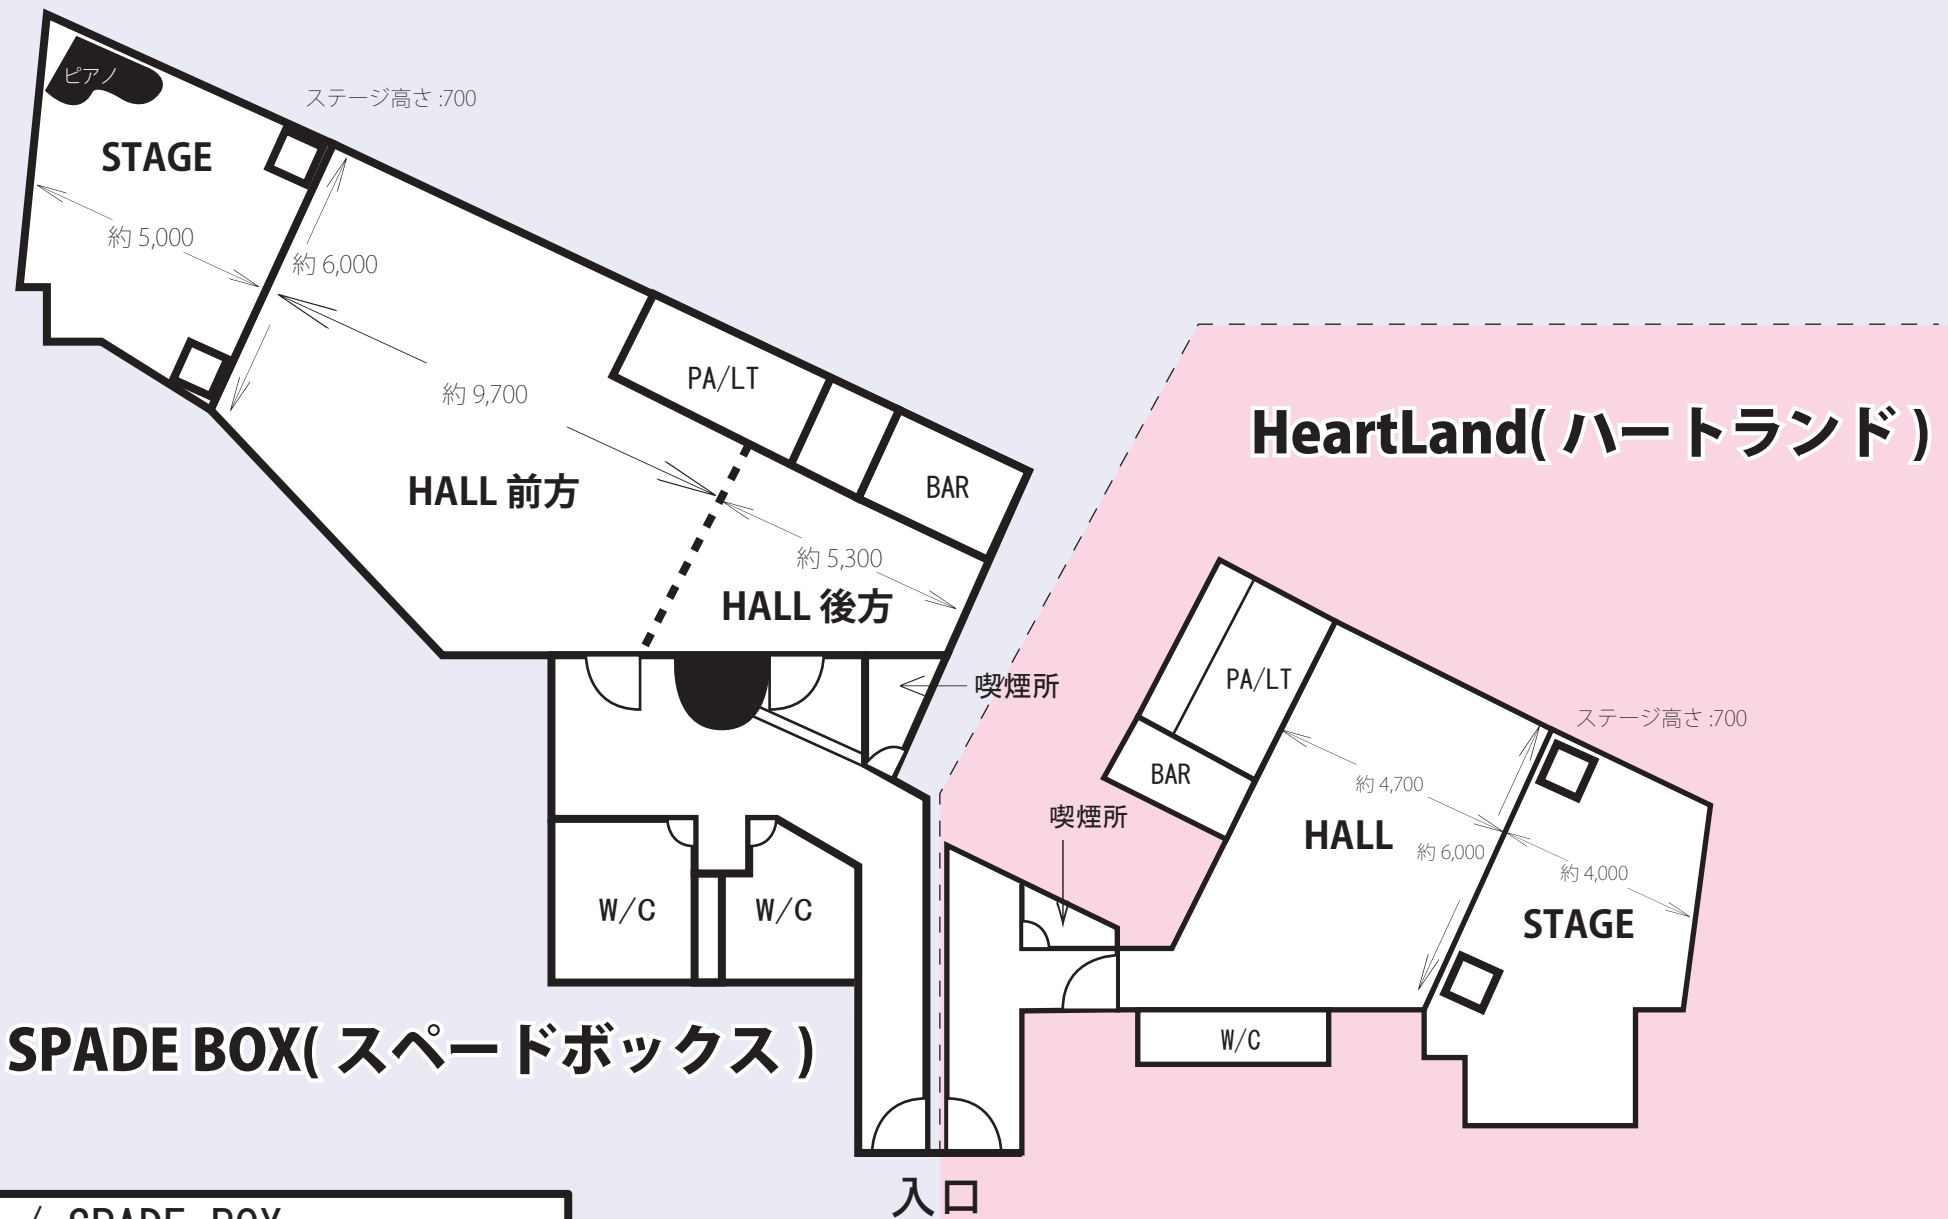 ピアノ
ステージ高さ :700
STAGE
約 5,000
約 6,000
約 9,700
PA/LT
BAR
HALL 前方
約 5,300
HALL 後方
喫煙所
W/C
W/C
SPADE BOX( スペードボックス )
HeartLand( ハートランド )
PA/LT
BAR
ステージ高さ :700
約 4,700
HALL
約 6,000
約 4,000
STAGE
喫煙所
W/C
入口
/ SPADE BOX